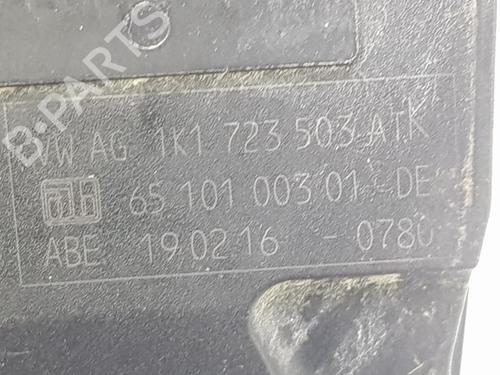 B-PARTS
VW AG 1K1 723 503 ATK
6S 101 003 01 - DE
ABE 19.02.16 - 0780